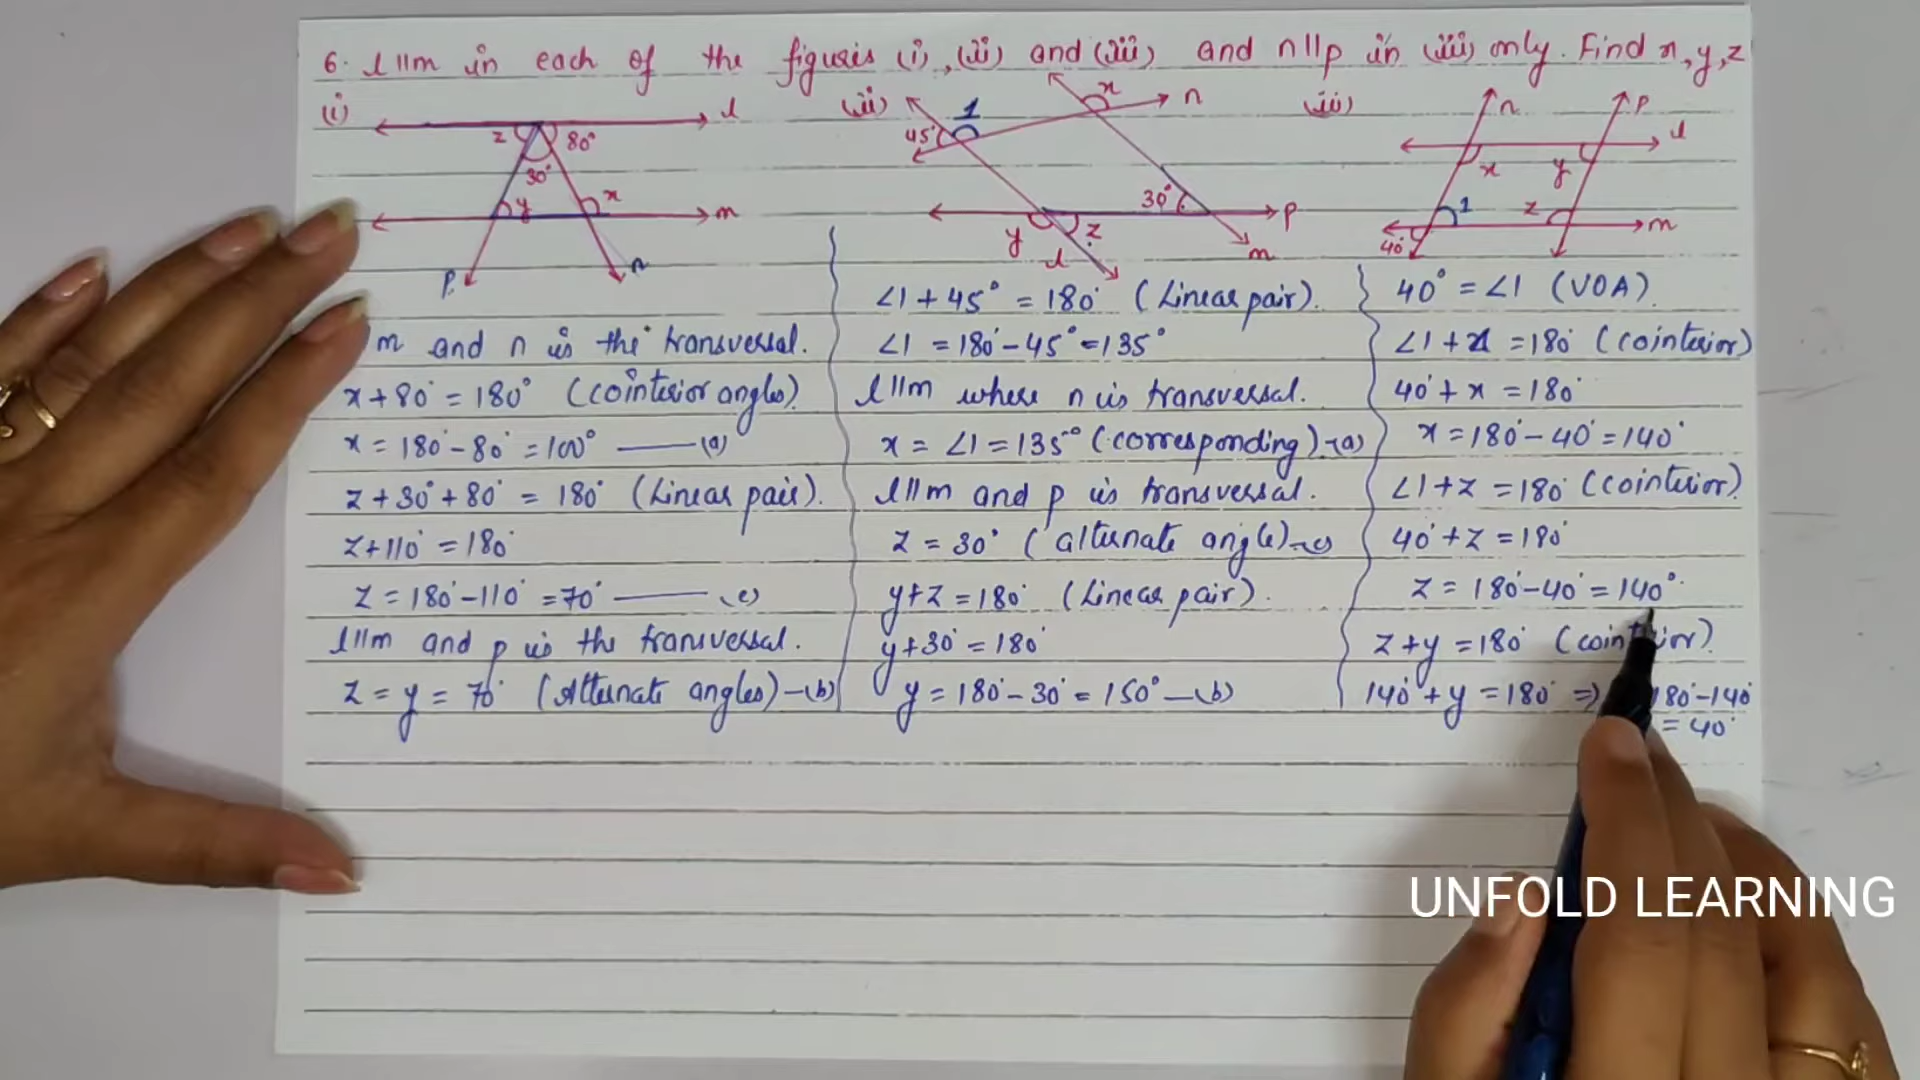 6. l||m in each of the figures (i), (ii) and (iii) and n||p in (iii) only. Find x, y, z
(i)
l
z
80°
30°
y
x
m
p
n
(ii)
1
x
n
45°
30°
p
y
z
l
m
(iii)
n
p
l
x
y
1
z
m
40°
m and n is the transversal.
x + 80° = 180° (cointerior angles).
x = 180° - 80° = 100° —(a)
z + 30° + 80° = 180° (Linear pair).
z + 110° = 180°
z = 180° - 110° = 70° —(c)
l||m and p is the transversal.
z = y = 70° (Alternate angles) —(b)
∠1 + 45° = 180° (Linear pair).
∠1 = 180° - 45° = 135°
l||m where n is transversal.
x = ∠1 = 135° (corresponding) —(a)
l||m and p is transversal.
z = 30° (alternate angle) —(c)
y + z = 180° (Linear pair).
y + 30° = 180°
y = 180° - 30° = 150° —(b)
40° = ∠1 (VOA).
∠1 + x = 180° (cointerior)
40° + x = 180°
x = 180° - 40° = 140°
∠1 + z = 180° (cointerior)
40° + z = 180°
z = 180° - 40° = 140°
z + y = 180°
140° + y = 180° ⇒ 180° - 140°
= 40°
UNFOLD LEARNING